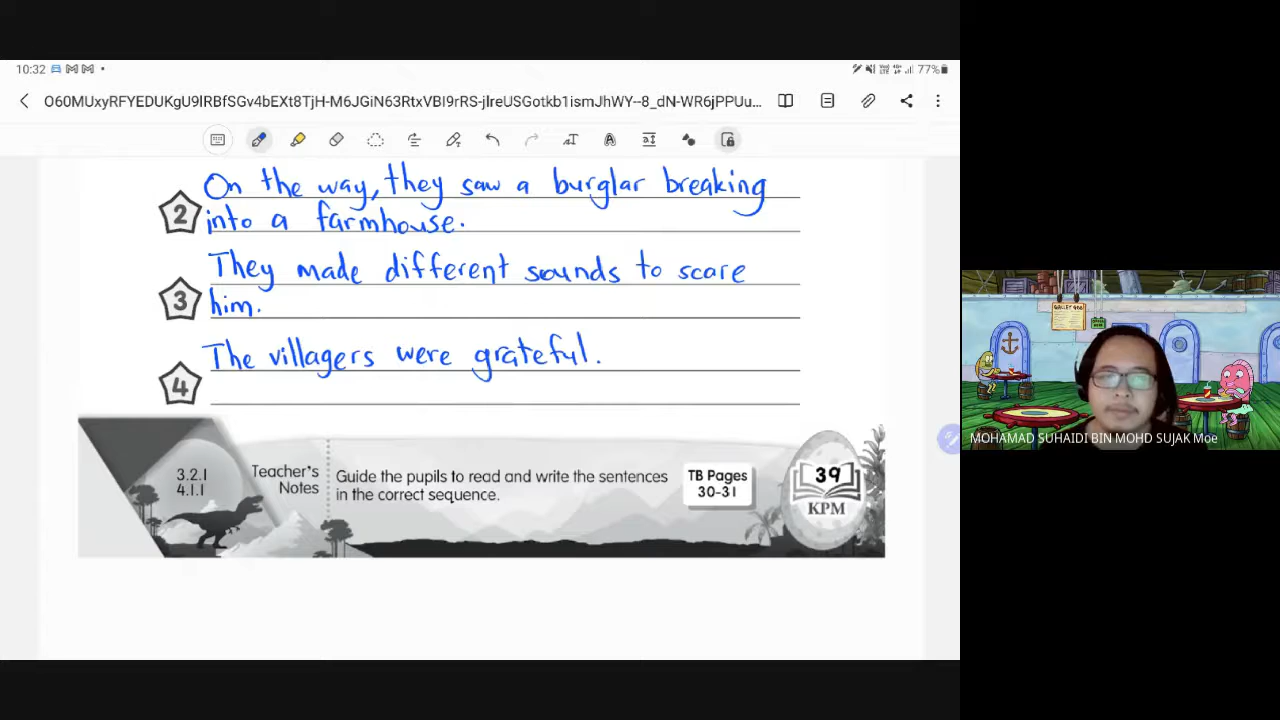 10:32 77%
O60MUxyRFYEDUKgU9lRBfSGv4bEXt8TjH-M6JGiN63RtxVBI9rRS-jlreUSGotkb1ismJhWY--8_dN-WR6jPPUu...
On the way, they saw a burglar breaking
2 into a farmhouse.
They made different sounds to scare
3 him.
The villagers were grateful.
4
3.2.1
4.1.1
Teacher's
Notes
Guide the pupils to read and write the sentences
in the correct sequence.
TB Pages
30-31
39
KPM
MOHAMAD SUHAIDI BIN MOHD SUJAK Moe